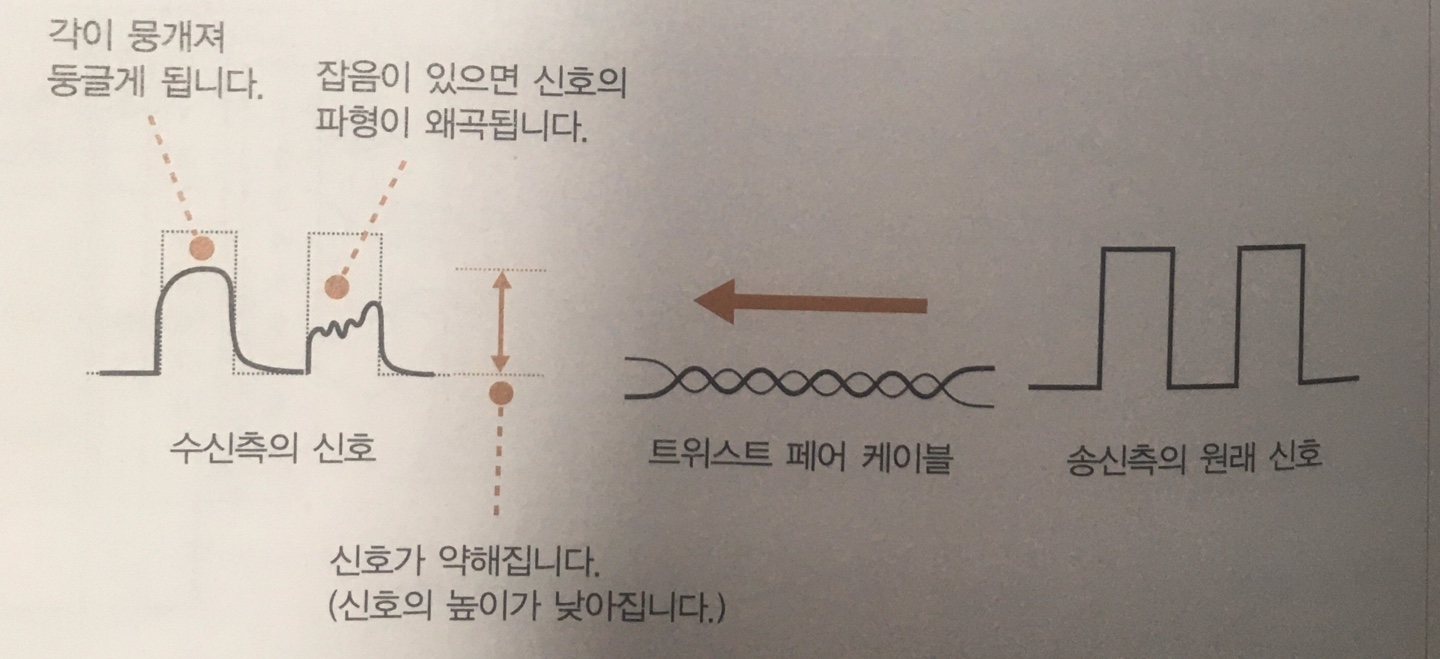 각이 뭉개져
둥글게 됩니다.
잡음이 있으면 신호의
파형이 왜곡됩니다.
수신측의 신호
트위스트 페어 케이블
송신측의 원래 신호
신호가 약해집니다.
(신호의 높이가 낮아집니다.)